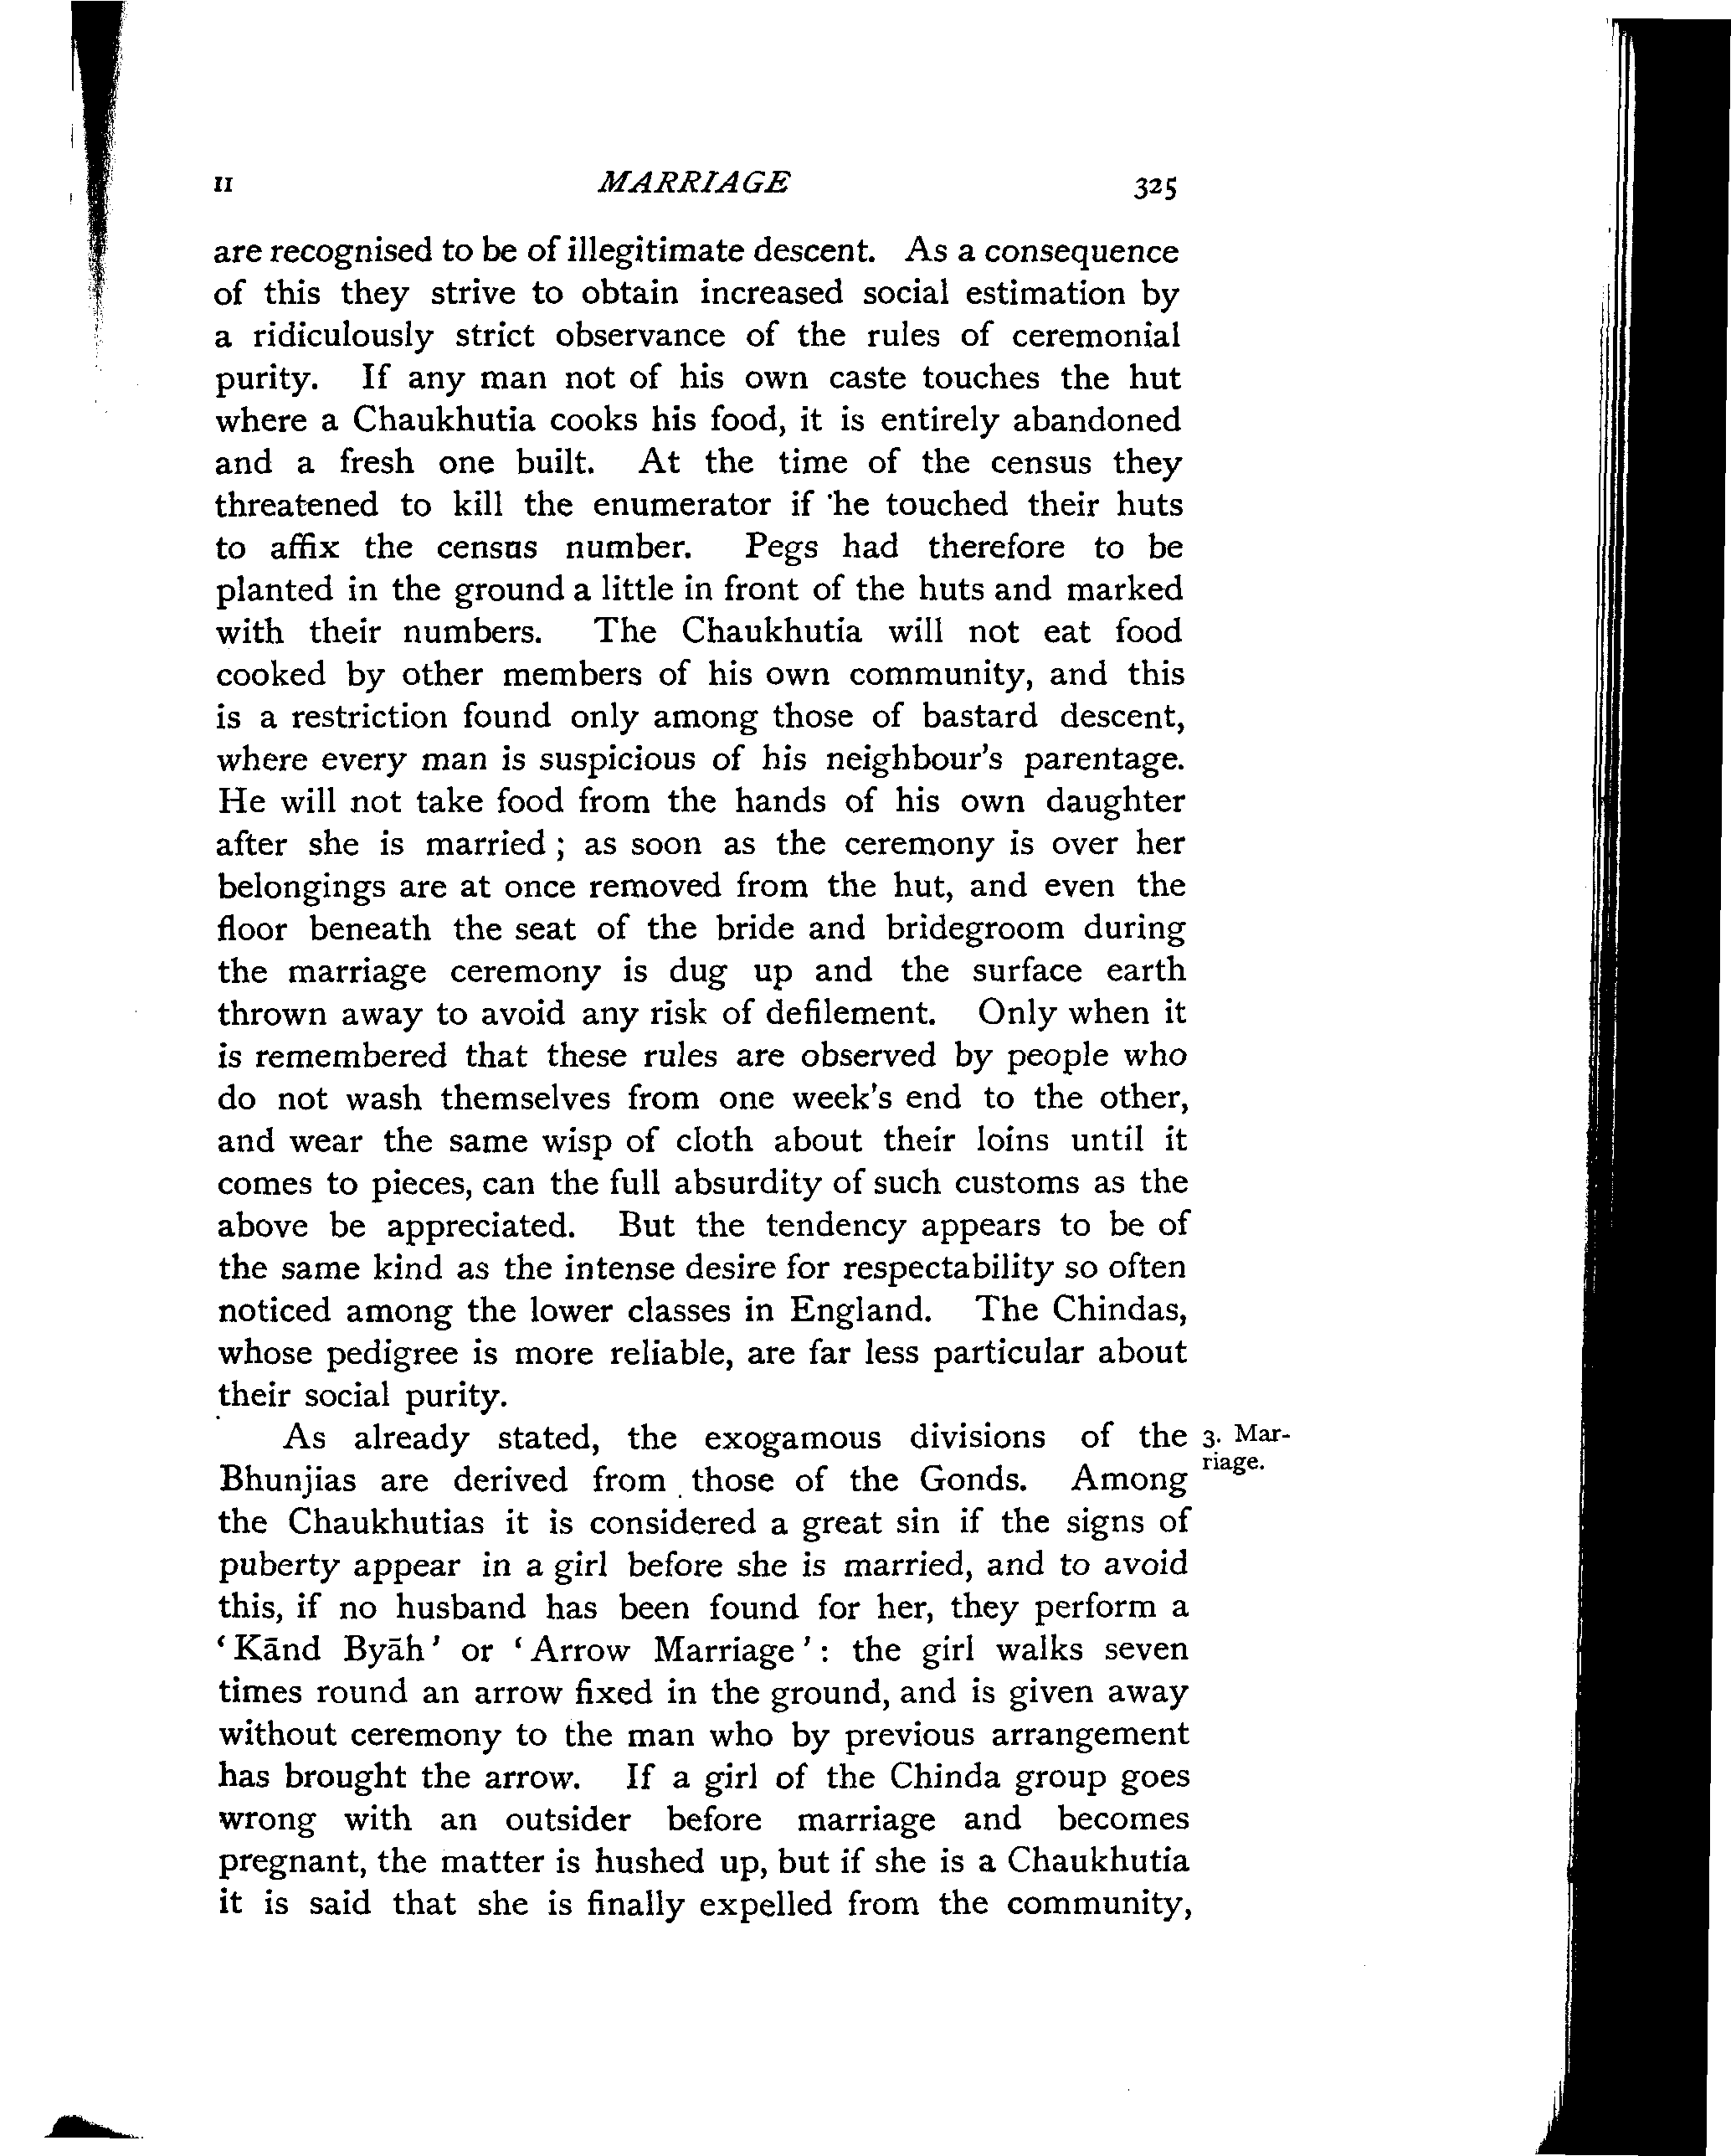 II MARRIAGE 325
are recognised to be of illegitimate descent. As a consequence
of this they strive to obtain increased social estimation by
a ridiculously strict observance of the rules of ceremonial
purity. If any man not of his own caste touches the hut
where a Chaukhutia cooks his food, it is entirely abandoned
and a fresh one built. At the time of the census they
threatened to kill the enumerator if he touched their huts
to affix the census number. Pegs had therefore to be
planted in the ground a little in front of the huts and marked
with their numbers. The Chaukhutia will not eat food
cooked by other members of his own community, and this
is a restriction found only among those of bastard descent,
where every man is suspicious of his neighbour's parentage.
He will not take food from the hands of his own daughter
after she is married ; as soon as the ceremony is over her
belongings are at once removed from the hut, and even the
floor beneath the seat of the bride and bridegroom during
the marriage ceremony is dug up and the surface earth
thrown away to avoid any risk of defilement. Only when it
is remembered that these rules are observed by people who
do not wash themselves from one week's end to the other,
and wear the same wisp of cloth about their loins until it
comes to pieces, can the full absurdity of such customs as the
above be appreciated. But the tendency appears to be of
the same kind as the intense desire for respectability so often
noticed among the lower classes in England. The Chindas,
whose pedigree is more reliable, are far less particular about
their social purity.
As already stated, the exogamous divisions of the
Bhunjias are derived from those of the Gonds. Among
3. Mar-
riage.
the Chaukhutias it is considered a great sin if the signs of
puberty appear in a girl before she is married, and to avoid
this, if no husband has been found for her, they perform a
‘ Kānd Byāh ’ or ‘ Arrow Marriage ’ : the girl walks seven
times round an arrow fixed in the ground, and is given away
without ceremony to the man who by previous arrangement
has brought the arrow. If a girl of the Chinda group goes
wrong with an outsider before marriage and becomes
pregnant, the matter is hushed up, but if she is a Chaukhutia
it is said that she is finally expelled from the community,